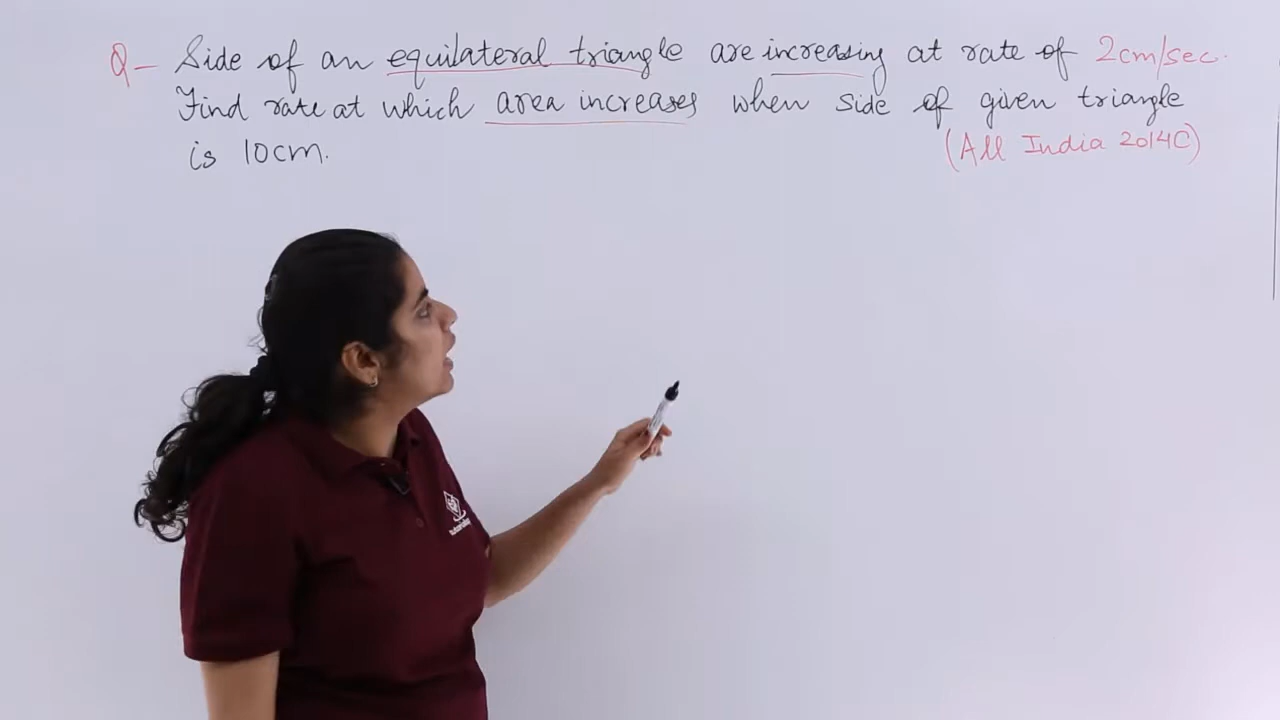 Q- Side of an equilateral triangle are increasing at rate of 2cm/sec.
Find rate at which area increases when side of given triangle
is 10cm.
(All India 2014C)